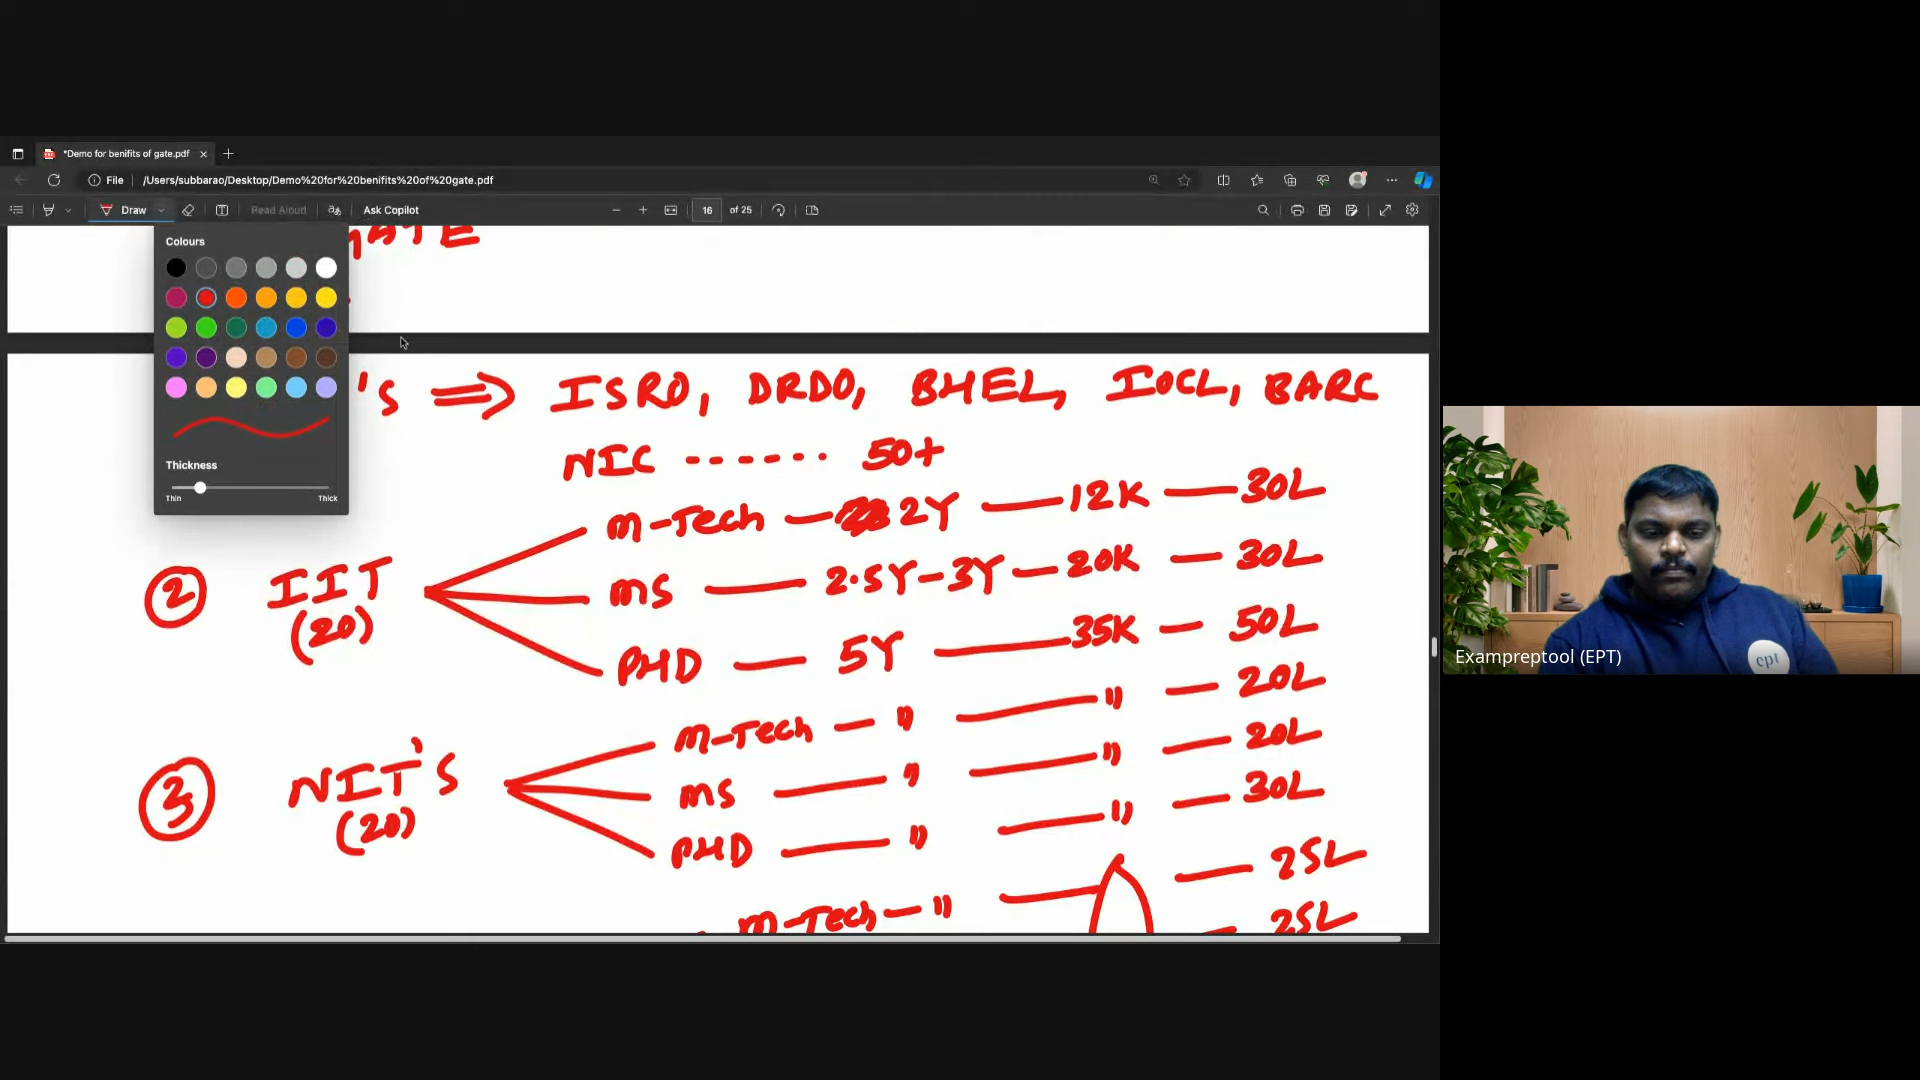 *Demo for benifits of gate.pdf
File /Users/subbarao/Desktop/Demo%20for%20benifits%20of%20gate.pdf
Draw Read Aloud Ask Copilot 16 of 25
Colours
Thickness
Thin Thick
GATE
's ⇒ ISRO, DRDO, BHEL, IOCL, BARC
NIC ------ 50+
M-Tech — 2Y — 12K — 30L
② IIT (20)
MS — 2.5Y-3Y — 20K — 30L
PHD — 5Y — 35K — 50L
M-Tech — " — " — 20L
③ NIT'S (20)
MS — " — " — 20L
PHD — " — " — 30L
— 25L
M-Tech — " —
— 25L
Exampreptool (EPT)
ept